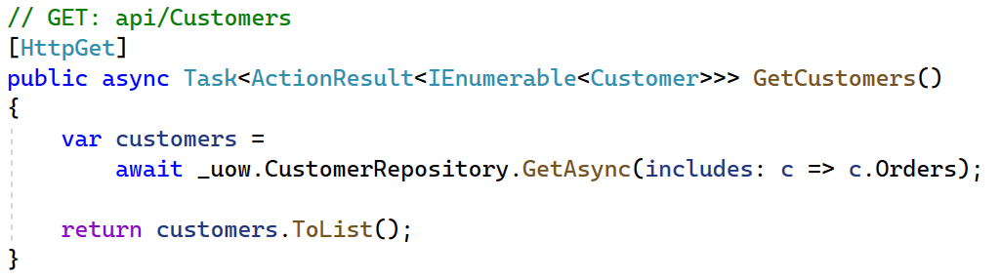 // GET: api/Customers
[HttpGet]
public async Task<ActionResult<IEnumerable<Customer>>> GetCustomers()
{
    var customers =
        await _uow.CustomerRepository.GetAsync(includes: c => c.Orders);
    return customers.ToList();
}